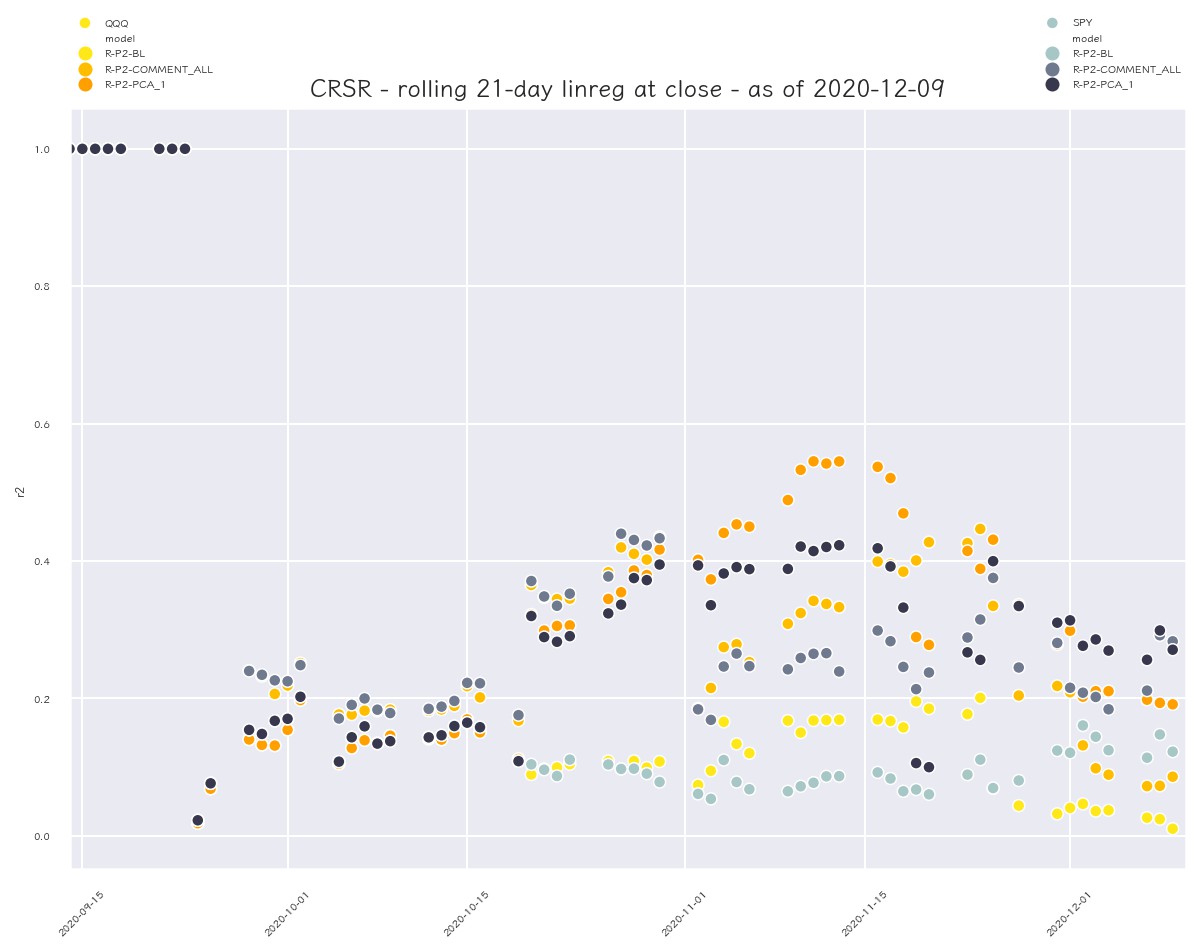 QQQ
model
R-P2-BL
R-P2-COMMENT_ALL
R-P2-PCA_1
SPY
model
R-P2-BL
R-P2-COMMENT_ALL
R-P2-PCA_1
CRSR - rolling 21-day linreg at close - as of 2020-12-09
1.0
0.8
0.6
r2
0.4
0.2
0.0
2020-09-15
2020-10-01
2020-10-15
2020-11-01
2020-11-15
2020-12-01